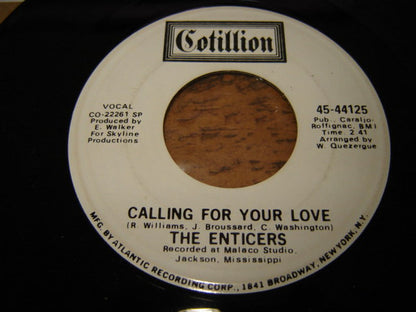 Cotillion
VOCAL
CO-22261 SP
Produced by
E. Walker
For Skyline
Productions
45-44125
Pub., Caraljo-
Roffignac, BMI
Time 2:41
Arranged by
W. Quezergue
CALLING FOR YOUR LOVE
(R. Williams, J. Broussard, C. Washington)
THE ENTICERS
Recorded at Malaco Studio,
Jackson, Mississippi
MFG. BY ATLANTIC RECORDING CORP., 1841 BROADWAY, NEW YORK, N.Y.